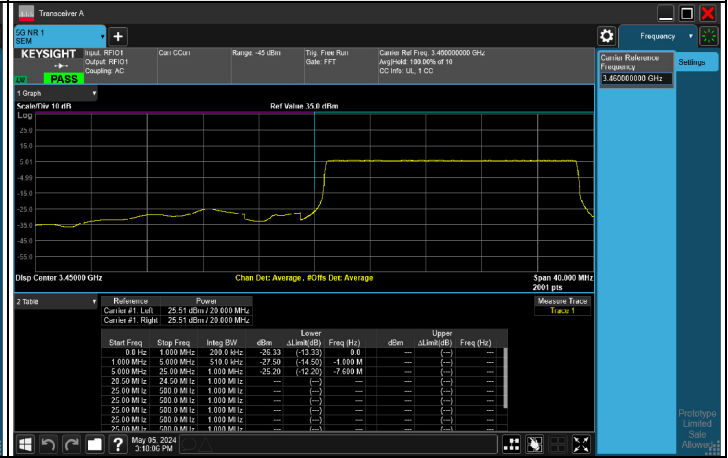 Transceiver A
5G NR 1
SEM
Frequency
KEYSIGHT
Input: RFIO1
Output: RFIO1
Coupling: AC
Corr CCorr
Range: -45 dBm
Trig: Free Run
Gate: FFT
Carrier Ref Freq: 3.460000000 GHz
Avg|Hold: 100.00% of 10
CC Info: UL, 1 CC
PASS
Carrier Reference
Frequency
3.460000000 GHz
Settings
1 Graph
Scale/Div 10 dB
Ref Value 35.0 dBm
Log
25.0
15.0
5.01
-4.99
-15.0
-25.0
-35.0
-45.0
-55.0
Disp Center 3.45000 GHz
Chan Det: Average , #Offs Det: Average
Span 40.000 MHz
2001 pts
2 Table
Reference Power
Carrier #1. Left 25.51 dBm / 20.000 MHz
Carrier #1. Right 25.51 dBm / 20.000 MHz
Measure Trace
Trace 1
Lower Upper
Start Freq Stop Freq Integ BW dBm ΔLimit(dB) Freq (Hz) dBm ΔLimit(dB) Freq (Hz)
0.0 Hz 1.000 MHz 200.0 kHz -26.33 (-13.33) 0.0 --- (---) ---
1.000 MHz 5.000 MHz 510.0 kHz -27.50 (-14.50) -1.000 M --- (---) ---
5.000 MHz 25.00 MHz 1.000 MHz -25.20 (-12.20) -7.600 M --- (---) ---
20.50 MHz 24.50 MHz 1.000 MHz --- (---) --- --- (---) ---
25.00 MHz 500.0 MHz 1.000 MHz --- (---) --- --- (---) ---
25.00 MHz 500.0 MHz 1.000 MHz --- (---) --- --- (---) ---
25.00 MHz 500.0 MHz 1.000 MHz --- (---) --- --- (---) ---
25.00 MHz 500.0 MHz 1.000 MHz --- (---) --- --- (---) ---
25.00 MHz 500.0 MHz 1.000 MHz --- (---) --- --- (---) ---
May 05, 2024
3:10:06 PM
Prototype
Limited
Sale
Allowed